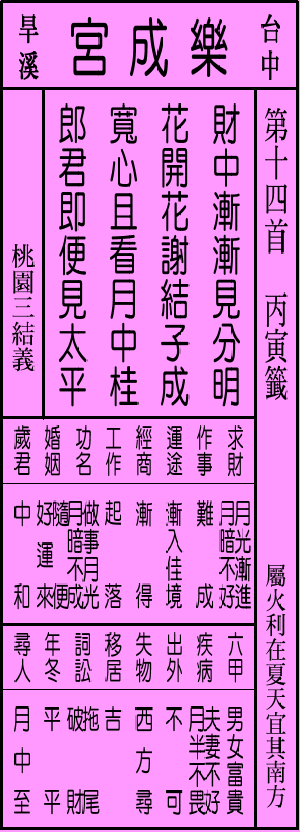 台中
樂成宮
旱溪
第十四首 丙寅籤
屬火利在夏天宜其南方
財中漸漸見分明
花開花謝結子成
寬心且看月中桂
郎君即便見太平
桃園三結義
求財
月光漸進
月暗不好
作事
難成
運途
漸入佳境
經商
漸得
工作
起落
功名
做事月光
月暗不成
婚姻
隨便
好運來
歲君
中和
六甲
男女富貴
疾病
夫妻不好
月半不畏
出外
不可
失物
西方尋
移居
吉
詞訟
拖尾
破財
年冬
平平
尋人
月中至